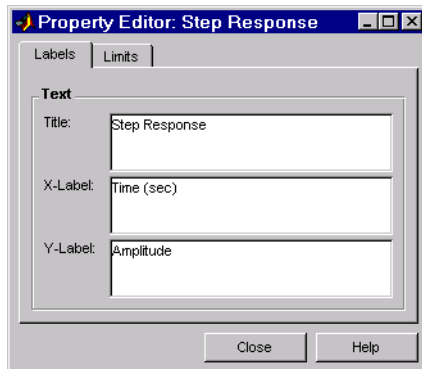 Property Editor: Step Response
Labels Limits
Text
Title: Step Response
X-Label: Time (sec)
Y-Label: Amplitude
Close Help